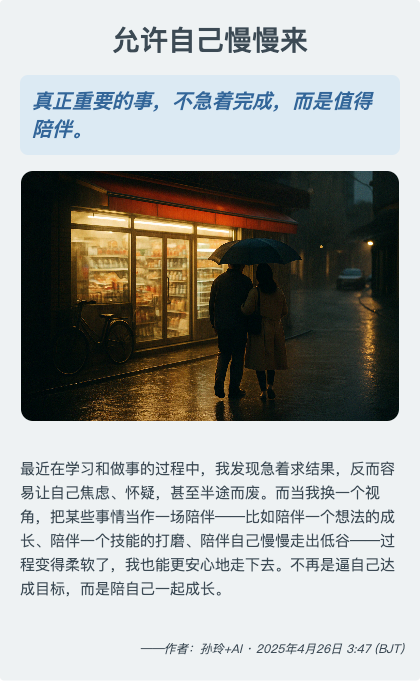 允许自己慢慢来
真正重要的事，不急着完成，而是值得
陪伴。
最近在学习和做事的过程中，我发现急着求结果，反而容
易让自己焦虑、怀疑，甚至半途而废。而当我换一个视
角，把某些事情当作一场陪伴——比如陪伴一个想法的成
长、陪伴一个技能的打磨、陪伴自己慢慢走出低谷——过
程变得柔软了，我也能更安心地走下去。不再是逼自己达
成目标，而是陪自己一起成长。
——作者：孙玲+AI · 2025年4月26日 3:47 (BJT)